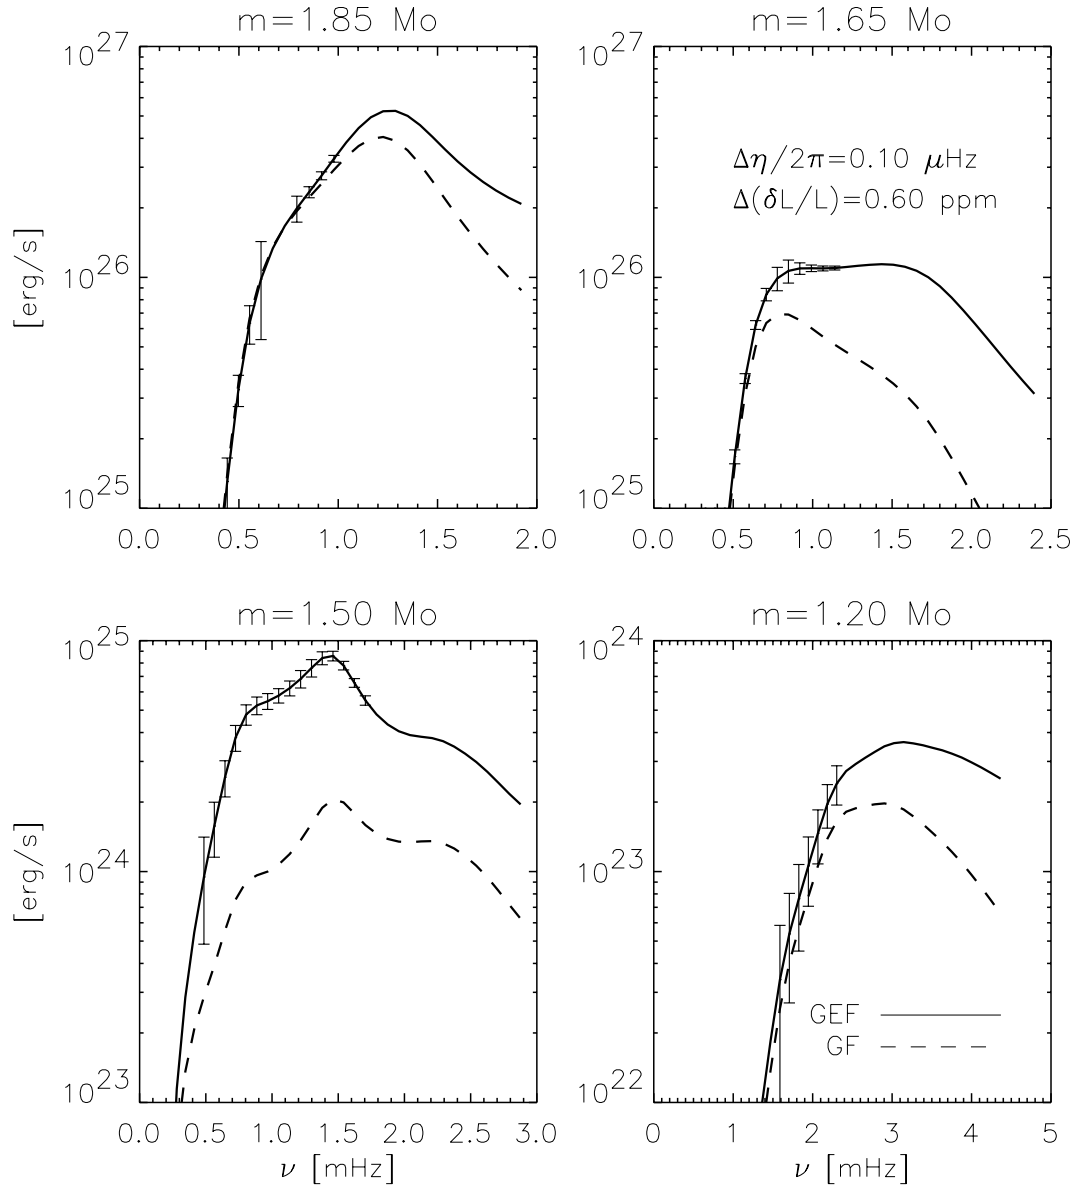 m=1.85 Mo
m=1.65 Mo
10^27
10^26
10^25
[erg/s]
0.0 0.5 1.0 1.5 2.0
10^27
10^26
10^25
Δη/2π=0.10 μHz
Δ(δL/L)=0.60 ppm
0.0 0.5 1.0 1.5 2.0 2.5
m=1.50 Mo
m=1.20 Mo
10^25
10^24
10^23
[erg/s]
0.0 0.5 1.0 1.5 2.0 2.5 3.0
ν [mHz]
10^24
10^23
10^22
GEF
GF
0 1 2 3 4 5
ν [mHz]